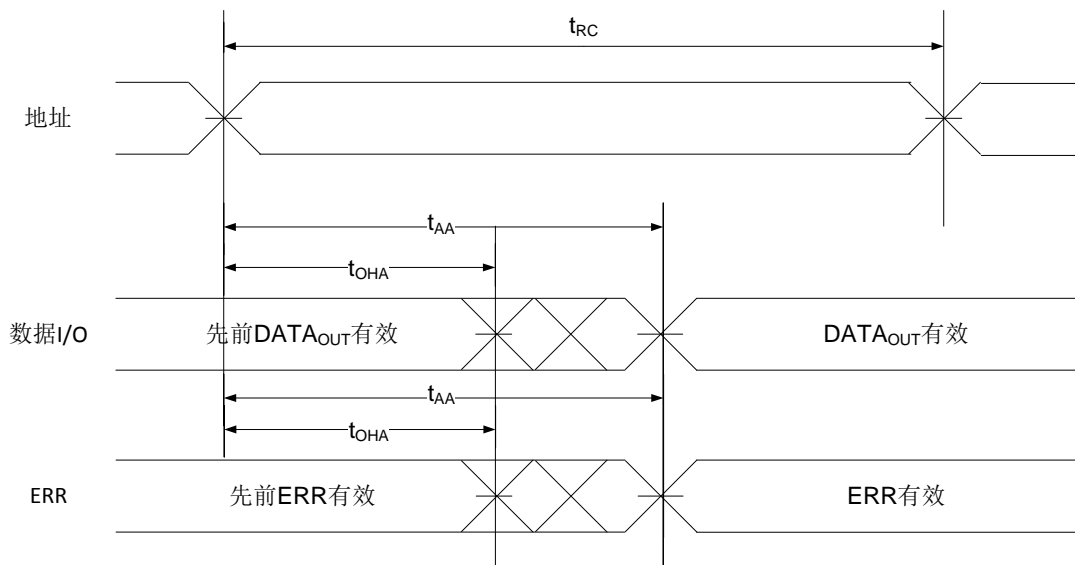 tRC
地址
tAA
tOHA
数据I/O 先前DATAOUT有效 DATAOUT有效
tAA
tOHA
ERR 先前ERR有效 ERR有效